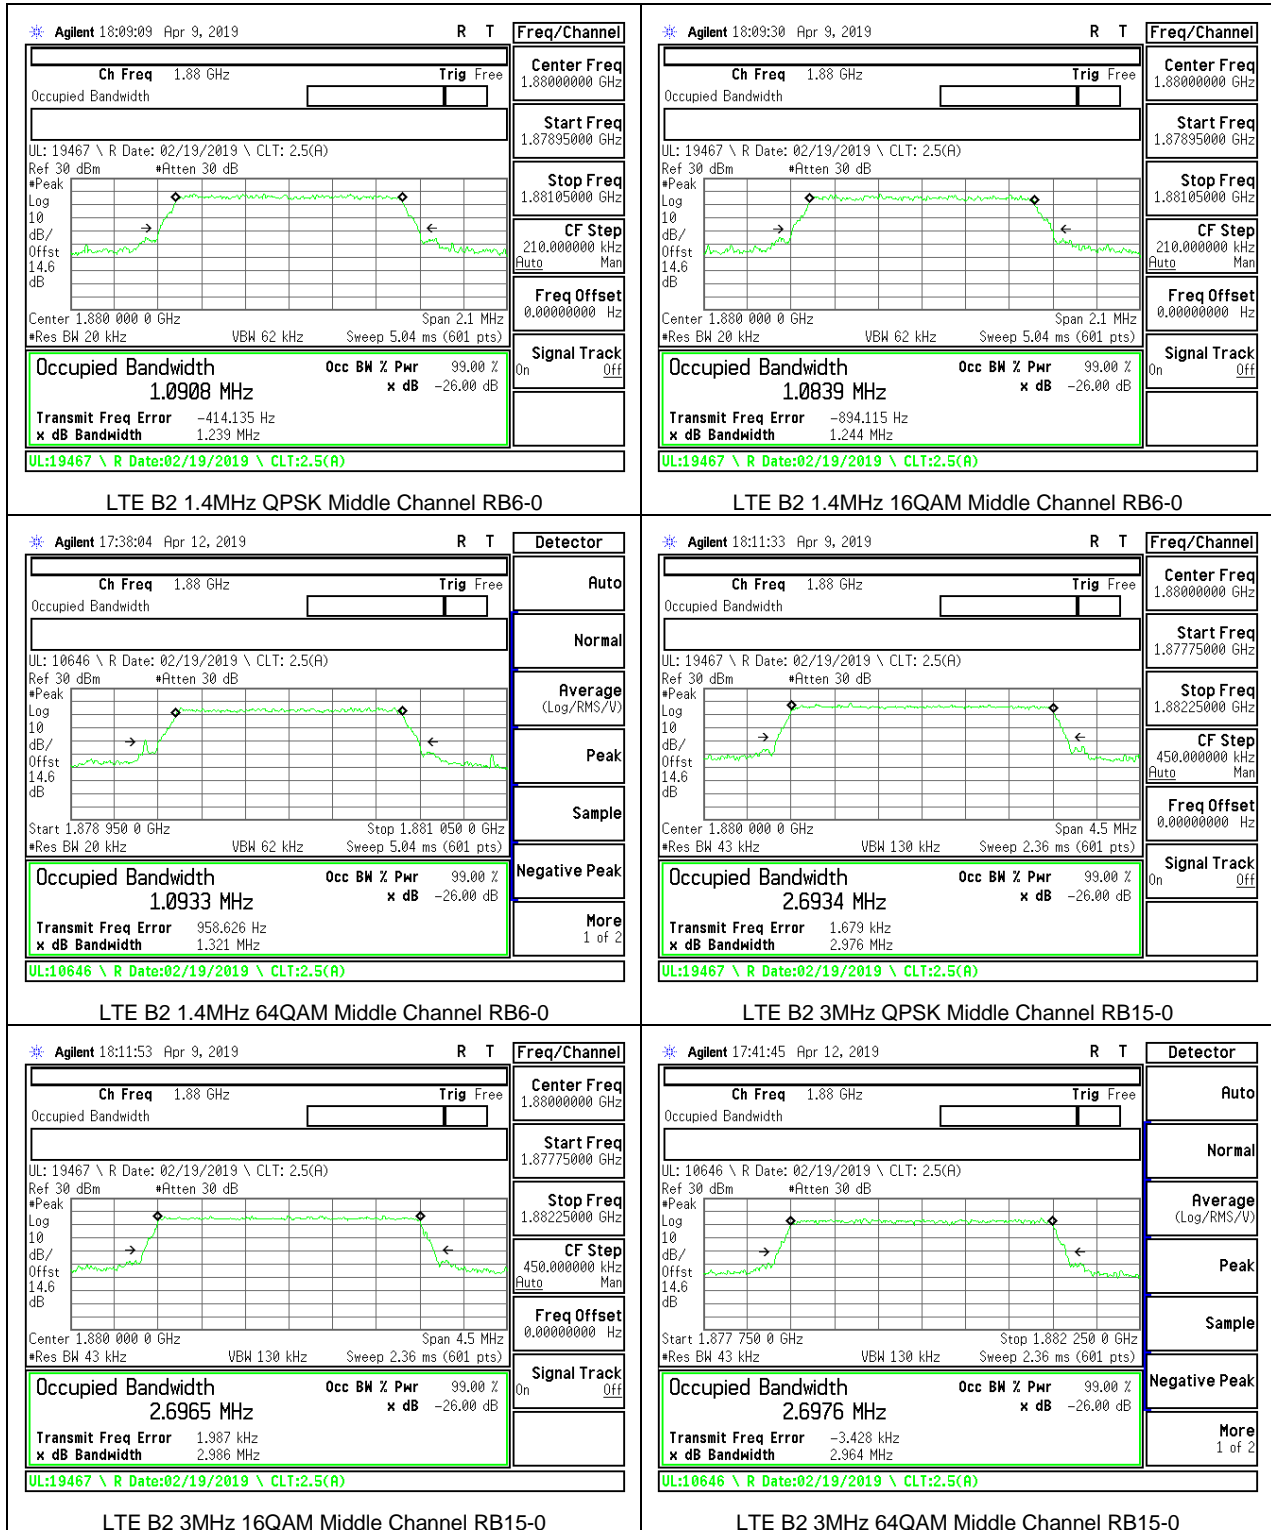 Agilent 18:09:09 Apr 9, 2019 R T Freq/Channel
Ch Freq 1.88 GHz Trig Free
Occupied Bandwidth
Center Freq
1.88000000 GHz
Start Freq
1.87895000 GHz
Stop Freq
1.88105000 GHz
CF Step
210.000000 kHz
Auto Man
Freq Offset
0.00000000 Hz
Signal Track
On Off
UL: 19467 \ R Date: 02/19/2019 \ CLT: 2.5(A)
Ref 30 dBm #Atten 30 dB
#Peak
Log
10
dB/
Offst
14.6
dB
Center 1.880 000 0 GHz Span 2.1 MHz
#Res BW 20 kHz VBW 62 kHz Sweep 5.04 ms (601 pts)
Occupied Bandwidth Occ BW % Pwr 99.00 %
1.0908 MHz x dB -26.00 dB
Transmit Freq Error -414.135 Hz
x dB Bandwidth 1.239 MHz
UL:19467 \ R Date:02/19/2019 \ CLT:2.5(A)
LTE B2 1.4MHz QPSK Middle Channel RB6-0
Agilent 18:09:30 Apr 9, 2019 R T Freq/Channel
Ch Freq 1.88 GHz Trig Free
Occupied Bandwidth
Center Freq
1.88000000 GHz
Start Freq
1.87895000 GHz
Stop Freq
1.88105000 GHz
CF Step
210.000000 kHz
Auto Man
Freq Offset
0.00000000 Hz
Signal Track
On Off
UL: 19467 \ R Date: 02/19/2019 \ CLT: 2.5(A)
Ref 30 dBm #Atten 30 dB
#Peak
Log
10
dB/
Offst
14.6
dB
Center 1.880 000 0 GHz Span 2.1 MHz
#Res BW 20 kHz VBW 62 kHz Sweep 5.04 ms (601 pts)
Occupied Bandwidth Occ BW % Pwr 99.00 %
1.0839 MHz x dB -26.00 dB
Transmit Freq Error -894.115 Hz
x dB Bandwidth 1.244 MHz
UL:19467 \ R Date:02/19/2019 \ CLT:2.5(A)
LTE B2 1.4MHz 16QAM Middle Channel RB6-0
Agilent 17:38:04 Apr 12, 2019 R T Detector
Ch Freq 1.88 GHz Trig Free
Occupied Bandwidth
Auto
Normal
Average
(Log/RMS/V)
Peak
Sample
Negative Peak
More
1 of 2
UL: 10646 \ R Date: 02/19/2019 \ CLT: 2.5(A)
Ref 30 dBm #Atten 30 dB
#Peak
Log
10
dB/
Offst
14.6
dB
Start 1.878 950 0 GHz Stop 1.881 050 0 GHz
#Res BW 20 kHz VBW 62 kHz Sweep 5.04 ms (601 pts)
Occupied Bandwidth Occ BW % Pwr 99.00 %
1.0933 MHz x dB -26.00 dB
Transmit Freq Error 958.626 Hz
x dB Bandwidth 1.321 MHz
UL:10646 \ R Date:02/19/2019 \ CLT:2.5(A)
LTE B2 1.4MHz 64QAM Middle Channel RB6-0
Agilent 18:11:33 Apr 9, 2019 R T Freq/Channel
Ch Freq 1.88 GHz Trig Free
Occupied Bandwidth
Center Freq
1.88000000 GHz
Start Freq
1.87775000 GHz
Stop Freq
1.88225000 GHz
CF Step
450.000000 kHz
Auto Man
Freq Offset
0.00000000 Hz
Signal Track
On Off
UL: 19467 \ R Date: 02/19/2019 \ CLT: 2.5(A)
Ref 30 dBm #Atten 30 dB
#Peak
Log
10
dB/
Offst
14.6
dB
Center 1.880 000 0 GHz Span 4.5 MHz
#Res BW 43 kHz VBW 130 kHz Sweep 2.36 ms (601 pts)
Occupied Bandwidth Occ BW % Pwr 99.00 %
2.6934 MHz x dB -26.00 dB
Transmit Freq Error 1.679 kHz
x dB Bandwidth 2.976 MHz
UL:19467 \ R Date:02/19/2019 \ CLT:2.5(A)
LTE B2 3MHz QPSK Middle Channel RB15-0
Agilent 18:11:53 Apr 9, 2019 R T Freq/Channel
Ch Freq 1.88 GHz Trig Free
Occupied Bandwidth
Center Freq
1.88000000 GHz
Start Freq
1.87775000 GHz
Stop Freq
1.88225000 GHz
CF Step
450.000000 kHz
Auto Man
Freq Offset
0.00000000 Hz
Signal Track
On Off
UL: 19467 \ R Date: 02/19/2019 \ CLT: 2.5(A)
Ref 30 dBm #Atten 30 dB
#Peak
Log
10
dB/
Offst
14.6
dB
Center 1.880 000 0 GHz Span 4.5 MHz
#Res BW 43 kHz VBW 130 kHz Sweep 2.36 ms (601 pts)
Occupied Bandwidth Occ BW % Pwr 99.00 %
2.6965 MHz x dB -26.00 dB
Transmit Freq Error 1.987 kHz
x dB Bandwidth 2.986 MHz
UL:19467 \ R Date:02/19/2019 \ CLT:2.5(A)
LTE B2 3MHz 16QAM Middle Channel RB15-0
Agilent 17:41:45 Apr 12, 2019 R T Detector
Ch Freq 1.88 GHz Trig Free
Occupied Bandwidth
Auto
Normal
Average
(Log/RMS/V)
Peak
Sample
Negative Peak
More
1 of 2
UL: 10646 \ R Date: 02/19/2019 \ CLT: 2.5(A)
Ref 30 dBm #Atten 30 dB
#Peak
Log
10
dB/
Offst
14.6
dB
Start 1.877 750 0 GHz Stop 1.882 250 0 GHz
#Res BW 43 kHz VBW 130 kHz Sweep 2.36 ms (601 pts)
Occupied Bandwidth Occ BW % Pwr 99.00 %
2.6976 MHz x dB -26.00 dB
Transmit Freq Error -3.428 kHz
x dB Bandwidth 2.964 MHz
UL:10646 \ R Date:02/19/2019 \ CLT:2.5(A)
LTE B2 3MHz 64QAM Middle Channel RB15-0